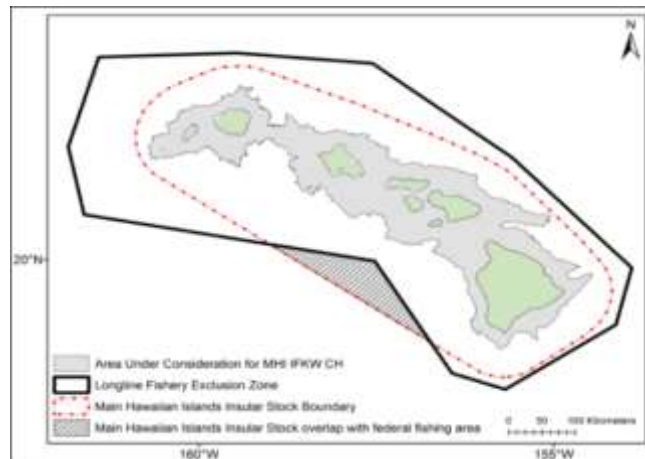 N
20°N
Area Under Consideration for MHI IFKW CH
Longline Fishery Exclusion Zone
Main Hawaiian Islands Insular Stock Boundary
Main Hawaiian Islands Insular Stock overlap with federal fishing area
0 50 100 Kilometers
160°W
155°W